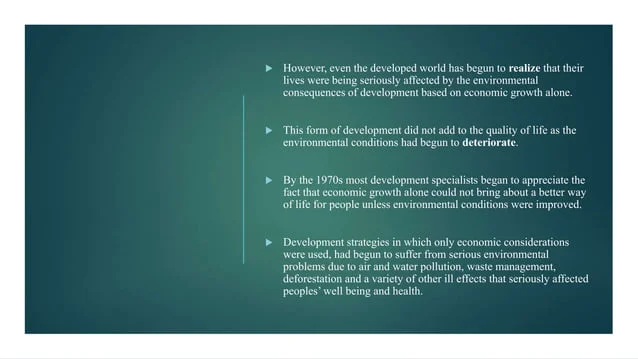 However, even the developed world has begun to realize that their
lives were being seriously affected by the environmental
consequences of development based on economic growth alone.
This form of development did not add to the quality of life as the
environmental conditions had begun to deteriorate.
By the 1970s most development specialists began to appreciate the
fact that economic growth alone could not bring about a better way
of life for people unless environmental conditions were improved.
Development strategies in which only economic considerations
were used, had begun to suffer from serious environmental
problems due to air and water pollution, waste management,
deforestation and a variety of other ill effects that seriously affected
peoples' well being and health.